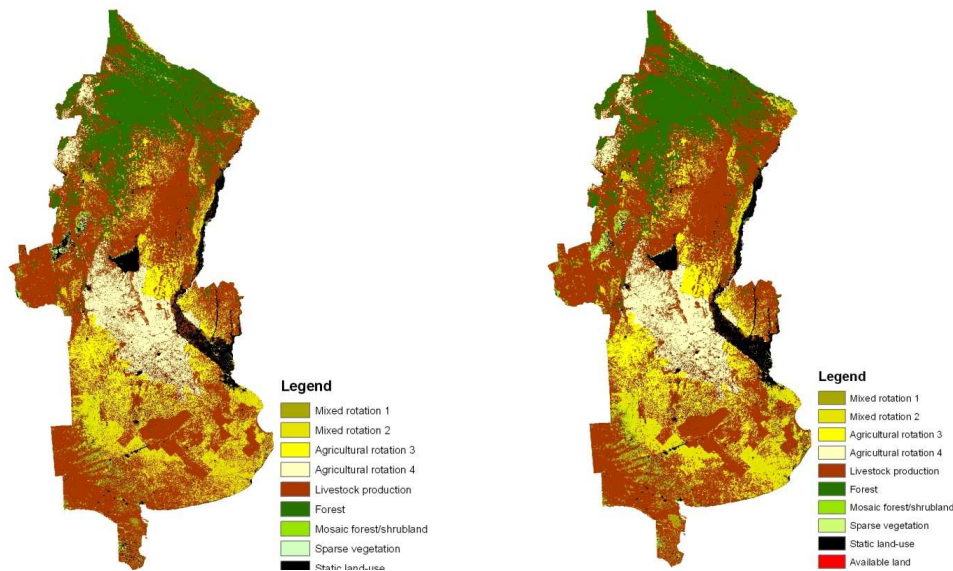 Legend
Mixed rotation 1
Mixed rotation 2
Agricultural rotation 3
Agricultural rotation 4
Livestock production
Forest
Mosaic forest/shrubland
Sparse vegetation
Static land-use
Legend
Mixed rotation 1
Mixed rotation 2
Agricultural rotation 3
Agricultural rotation 4
Livestock production
Forest
Mosaic forest/shrubland
Sparse vegetation
Static land-use
Available land